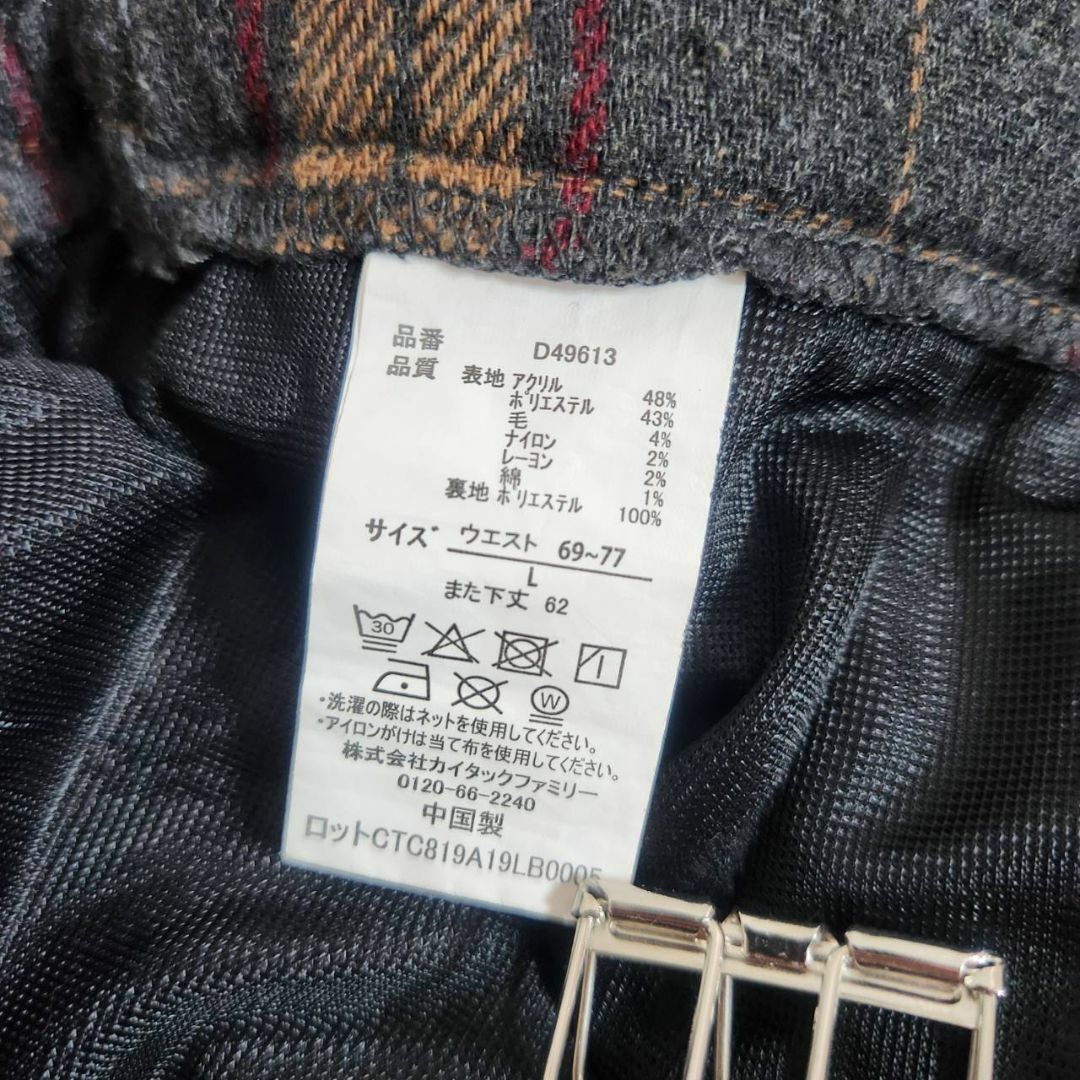 品番 D49613
品質 表地 アクリル 48%
ポリエステル 43%
毛 4%
ナイロン 2%
レーヨン 2%
綿 1%
裏地 ポリエステル 100%
サイズ ウエスト 69~77
L
また下丈 62
30
W
・洗濯の際はネットを使用してください。
・アイロンがけは当て布を使用してください。
株式会社カイタックファミリー
0120-66-2240
中国製
ロットCTC819A19LB0005